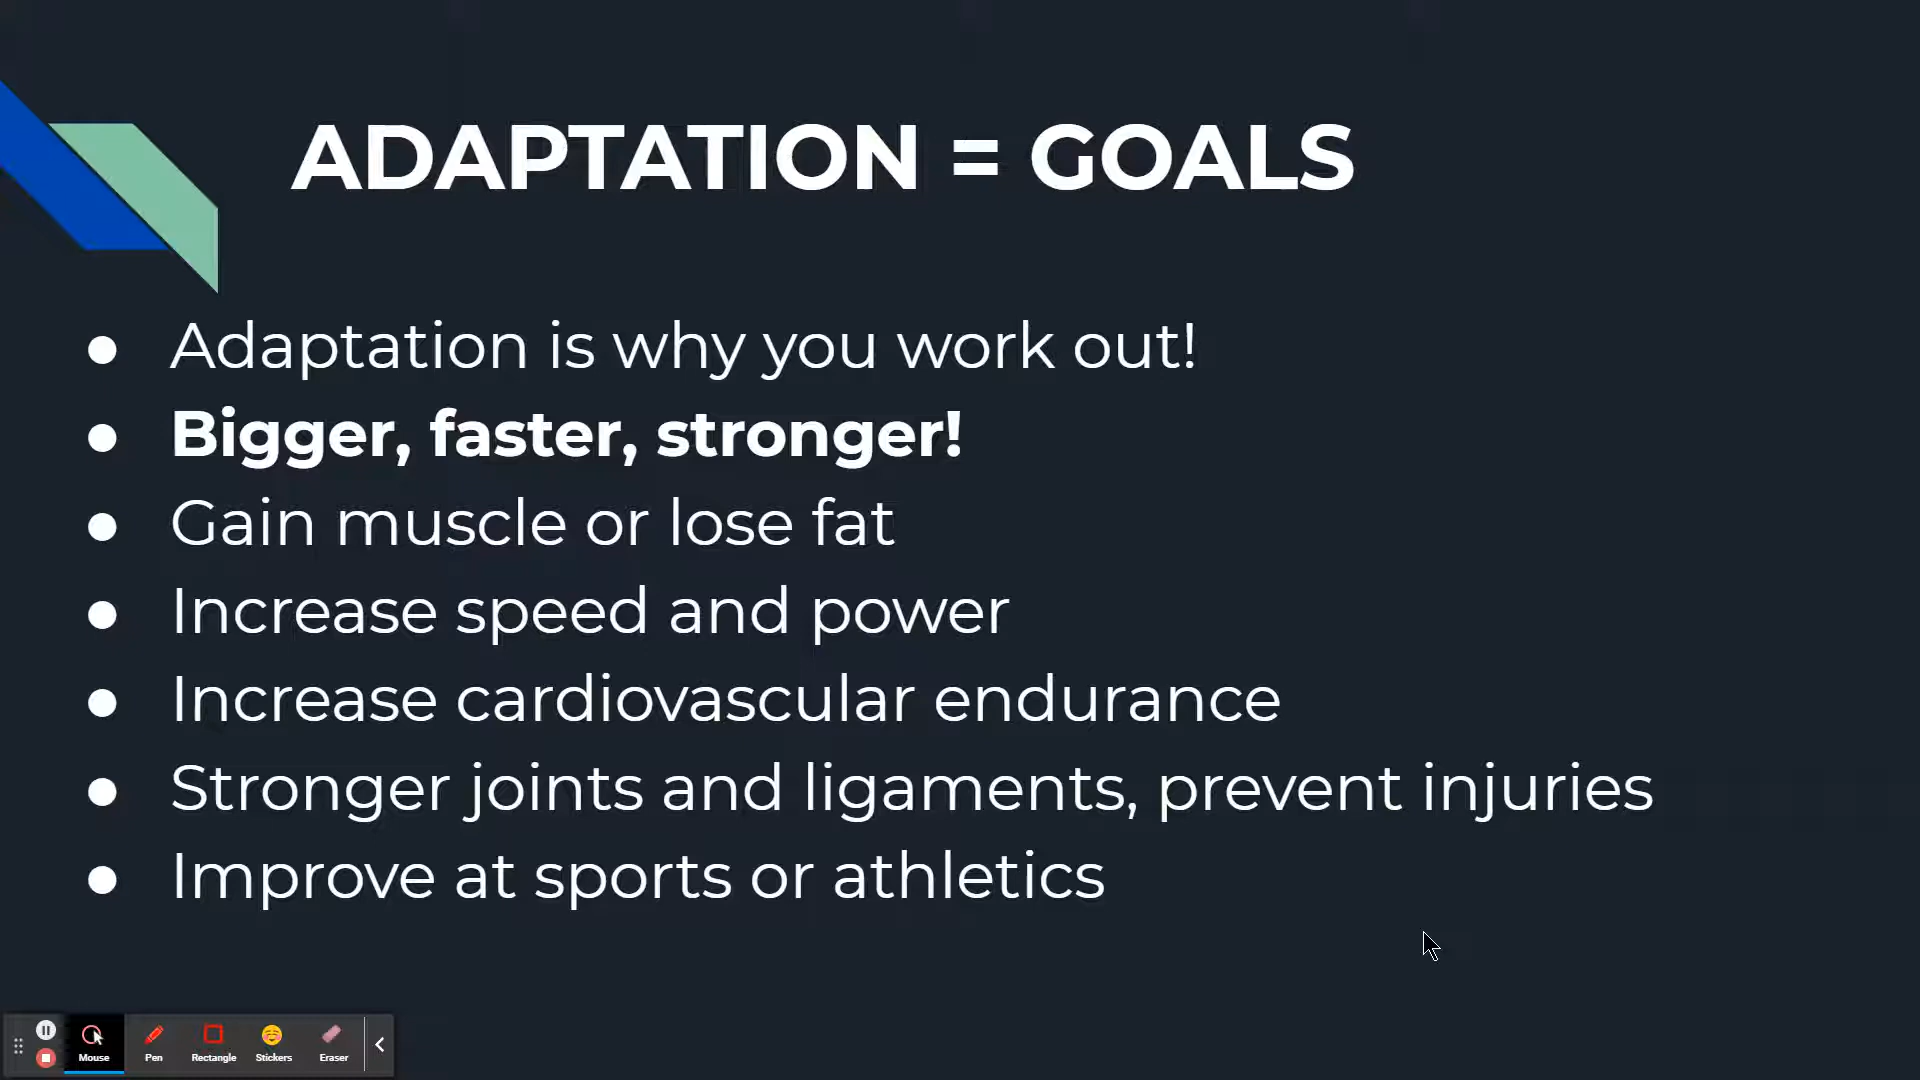 ADAPTATION = GOALS
● Adaptation is why you work out!
● Bigger, faster, stronger!
● Gain muscle or lose fat
● Increase speed and power
● Increase cardiovascular endurance
● Stronger joints and ligaments, prevent injuries
● Improve at sports or athletics
Mouse Pen Rectangle Stickers Eraser